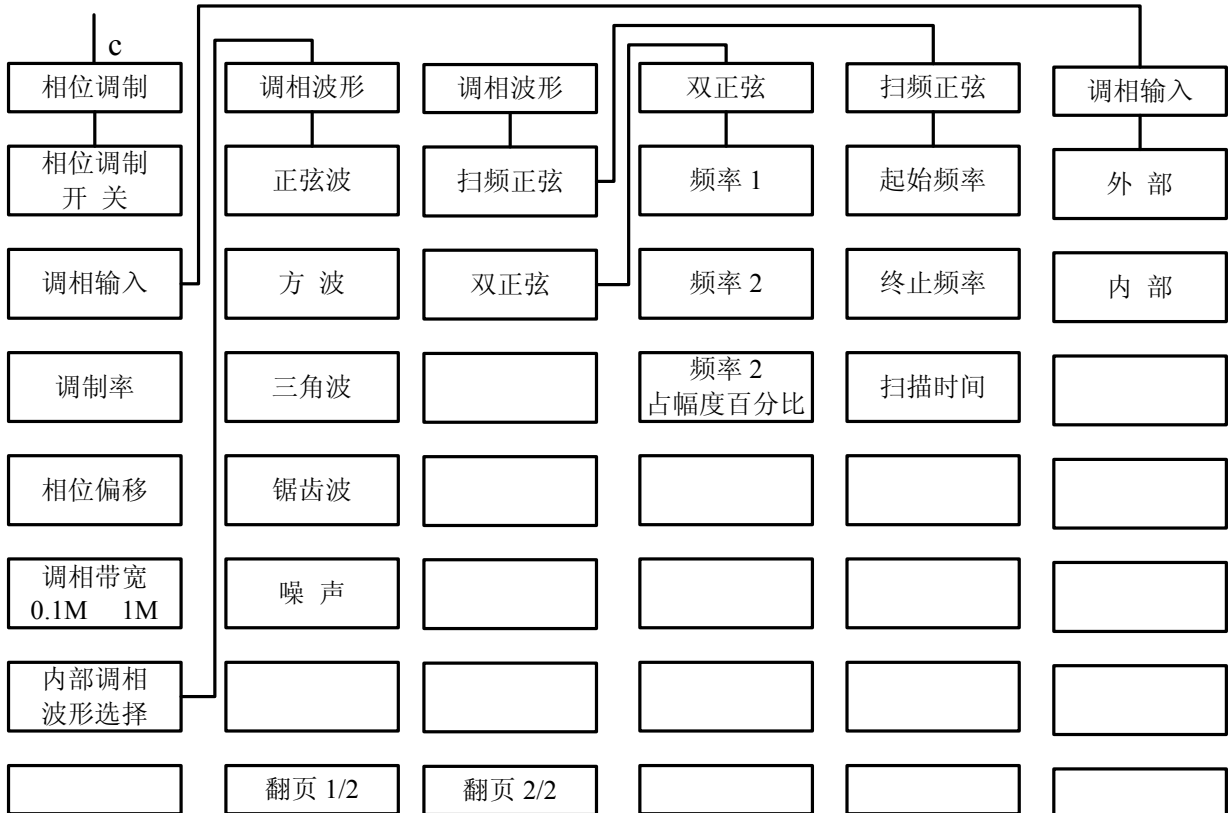 c
相位调制
调相波形
调相波形
双正弦
扫频正弦
调相输入
相位调制
开 关
正弦波
扫频正弦
频率 1
起始频率
外 部
调相输入
方 波
双正弦
频率 2
终止频率
内 部
调制率
三角波
频率 2
占幅度百分比
扫描时间
相位偏移
锯齿波
调相带宽
0.1M 1M
噪 声
内部调相
波形选择
翻页 1/2
翻页 2/2